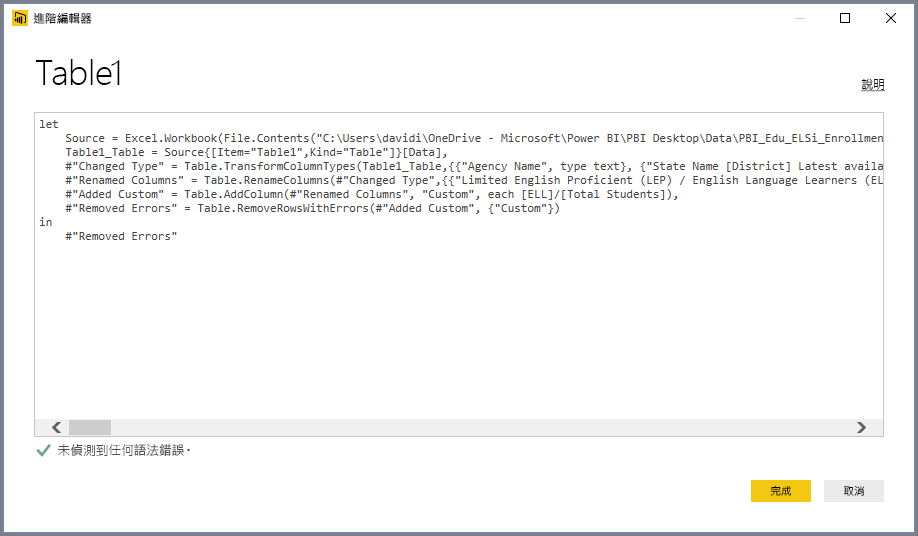 進階編輯器
Table1
說明
let
Source = Excel.Workbook(File.Contents("C:\Users\davidi\OneDrive - Microsoft\Power BI\PBI Desktop\Data\PBI_Edu_ELSi_Enrollmen
Table1_Table = Source{[Item="Table1",Kind="Table"]}[Data],
#"Changed Type" = Table.TransformColumnTypes(Table1_Table,{{"Agency Name", type text}, {"State Name [District] Latest availa
#"Renamed Columns" = Table.RenameColumns(#"Changed Type",{{"Limited English Proficient (LEP) / English Language Learners (EL
#"Added Custom" = Table.AddColumn(#"Renamed Columns", "Custom", each [ELL]/[Total Students]),
#"Removed Errors" = Table.RemoveRowsWithErrors(#"Added Custom", {"Custom"})
in
#"Removed Errors"
未偵測到任何語法錯誤。
完成
取消